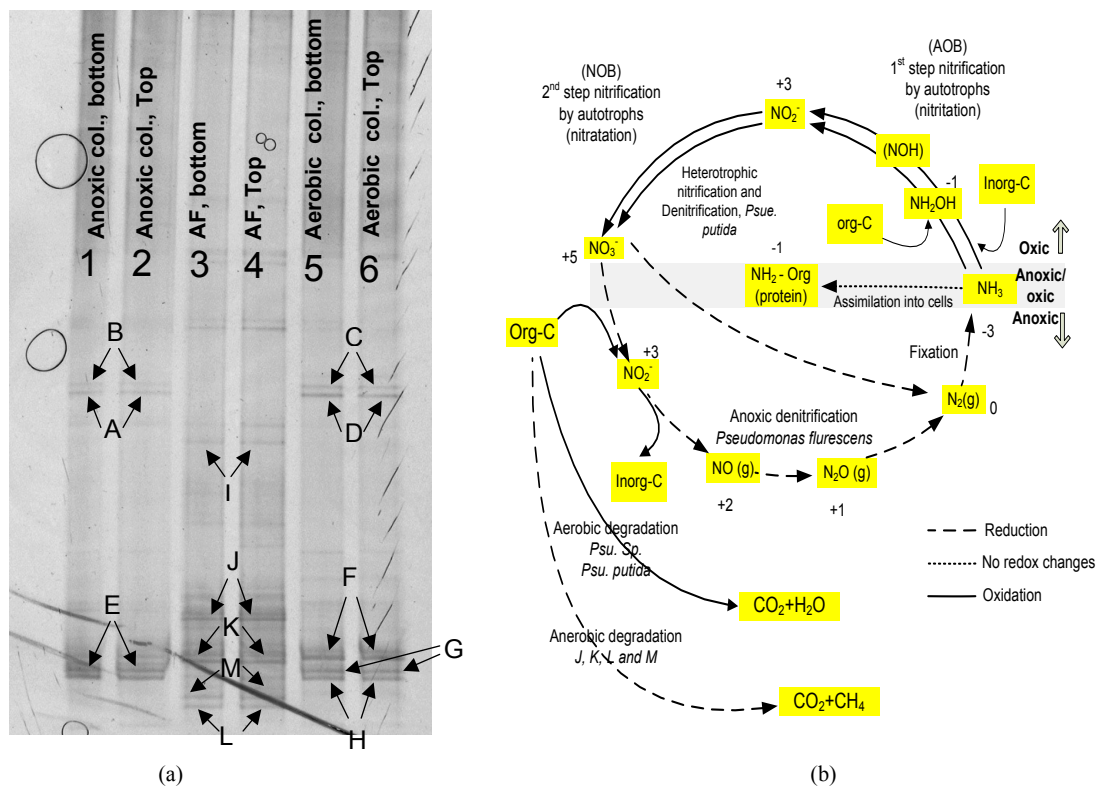 Anoxic col., bottom
Anoxic col., Top
AF, bottom
AF, Top
Aerobic col., bottom
Aerobic col., Top
8
1 2 3 4 5 6
B
C
A
D
I
J
E
K
F
G
M
L
H
(a)
(NOB)
2nd step nitrification
by autotrophs
(nitratation)
(AOB)
1st step nitrification
by autotrophs
(nitritation)
+3
NO2-
(NOH)
Heterotrophic
nitrification and
Denitrification, Psue.
putida
-1
NH2OH
Inorg-C
org-C
NO3-
+5
-1
NH2 - Org
(protein)
Oxic
NH3
Anoxic/
oxic
Anoxic
Assimilation into cells
-3
Org-C
+3
NO2-
Fixation
N2(g)
0
Anoxic denitrification
Pseudomonas flurescens
NO (g)
N2O (g)
Inorg-C
+2
+1
Aerobic degradation
Psu. Sp.
Psu. putida
Reduction
No redox changes
Oxidation
CO2+H2O
Anerobic degradation
J, K, L and M
CO2+CH4
(b)